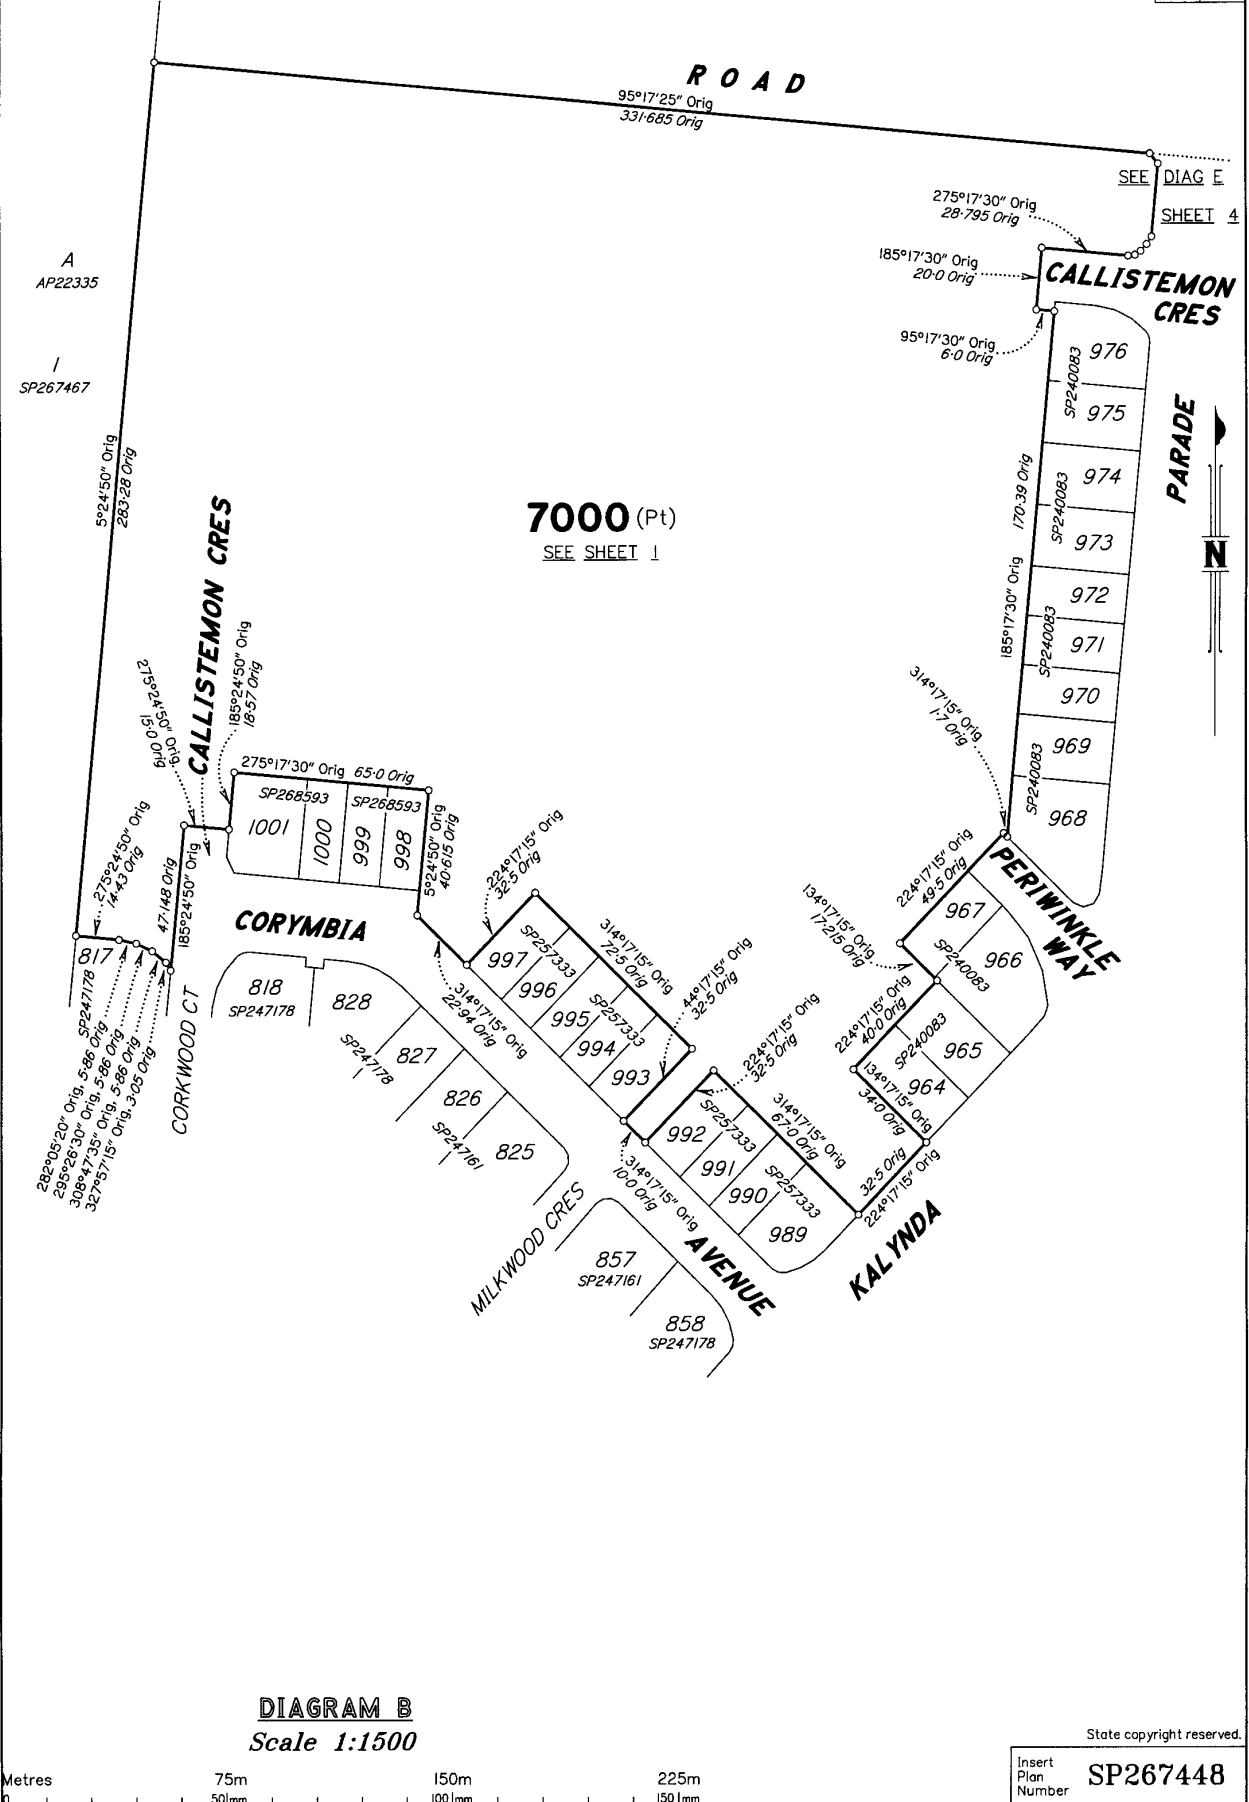 ROAD
95°17'25" Orig
331·685 Orig
SEE DIAG E
SHEET 4
275°17'30" Orig
28·795 Orig
185°17'30" Orig
20·0 Orig
CALLISTEMON
CRES
95°17'30" Orig
6·0 Orig
A
AP22335
1
SP267467
5°24'50" Orig
283·28 Orig
976
SP240083
975
PARADE
974
SP240083
973
170·39 Orig
185°17'30" Orig
972
971
SP240083
970
969
SP240083
968
N
7000 (Pt)
SEE SHEET 1
CALLISTEMON CRES
275°24'50" Orig
15·0 Orig
185°24'50" Orig
18·57 Orig
275°17'30" Orig 65·0 Orig
SP268593
SP268593
1001
1000
999
998
5°24'50" Orig
40·615 Orig
314°17'15" Orig
1·7 Orig
275°24'50" Orig
14·43 Orig
47·148 Orig
185°24'50" Orig
224°17'15" Orig
32·5 Orig
224°17'15" Orig
49·5 Orig
PERIWINKLE
WAY
134°17'15" Orig
17·215 Orig
967
SP240083
966
CORYMBIA
817
SP247178
818
SP247178
828
314°17'15" Orig
22·94 Orig
997
SP257333
996
995
SP257333
994
993
314°17'15" Orig
72·5 Orig
44°17'15" Orig
32·5 Orig
224°17'15" Orig
32·5 Orig
224°17'15" Orig
40·0 Orig
SP240083
965
964
134°17'15" Orig
34·0 Orig
282°05'20" Orig, 5·86 Orig
295°26'30" Orig, 5·86 Orig
308°47'35" Orig, 5·86 Orig
327°57'15" Orig, 3·05 Orig
CORKWOOD CT
SP247178
827
826
SP247161
825
992
SP257333
991
990
SP257333
989
314°17'15" Orig
67·0 Orig
32·5 Orig
224°17'15" Orig
314°17'15" Orig
10·0 Orig
MILKWOOD CRES
AVENUE
KALYNDA
857
SP247161
858
SP247178
DIAGRAM B
Scale 1:1500
State copyright reserved.
Insert
Plan
Number
SP267448
Metres 75m 150m 225m
0 50mm 100mm 150mm